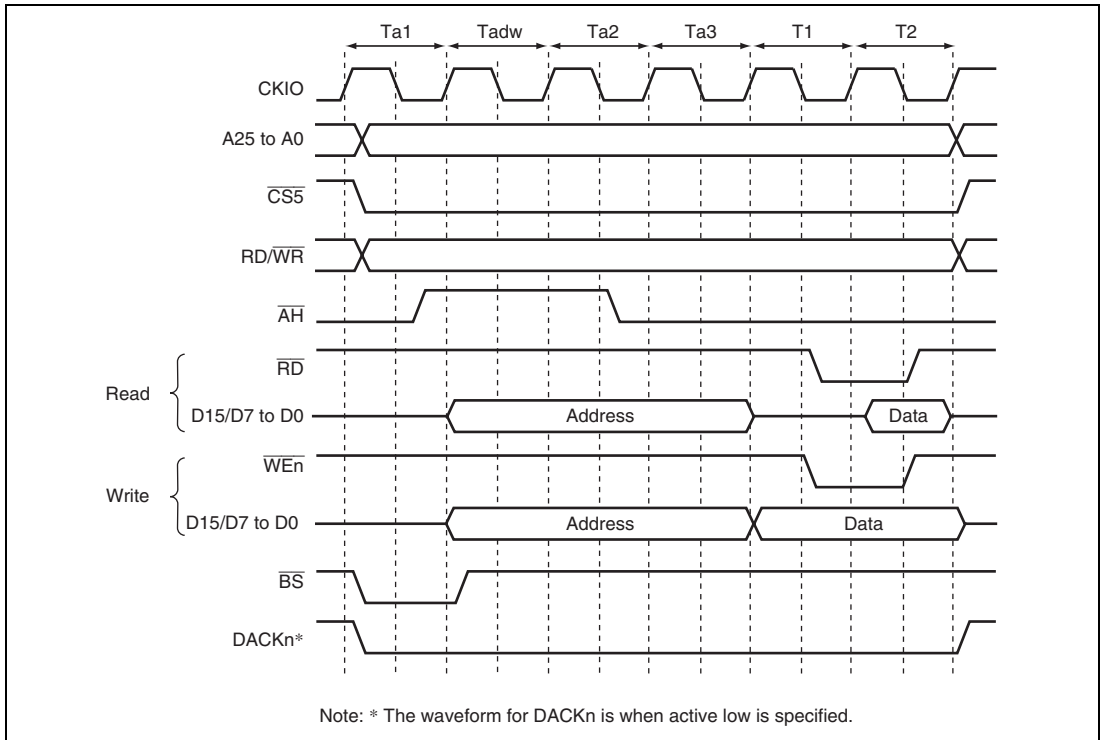 Ta1 Tadw Ta2 Ta3 T1 T2
CKIO
A25 to A0
CS5
RD/WR
AH
RD
Read
D15/D7 to D0 Address Data
WEn
Write
D15/D7 to D0 Address Data
BS
DACKn*
Note: * The waveform for DACKn is when active low is specified.